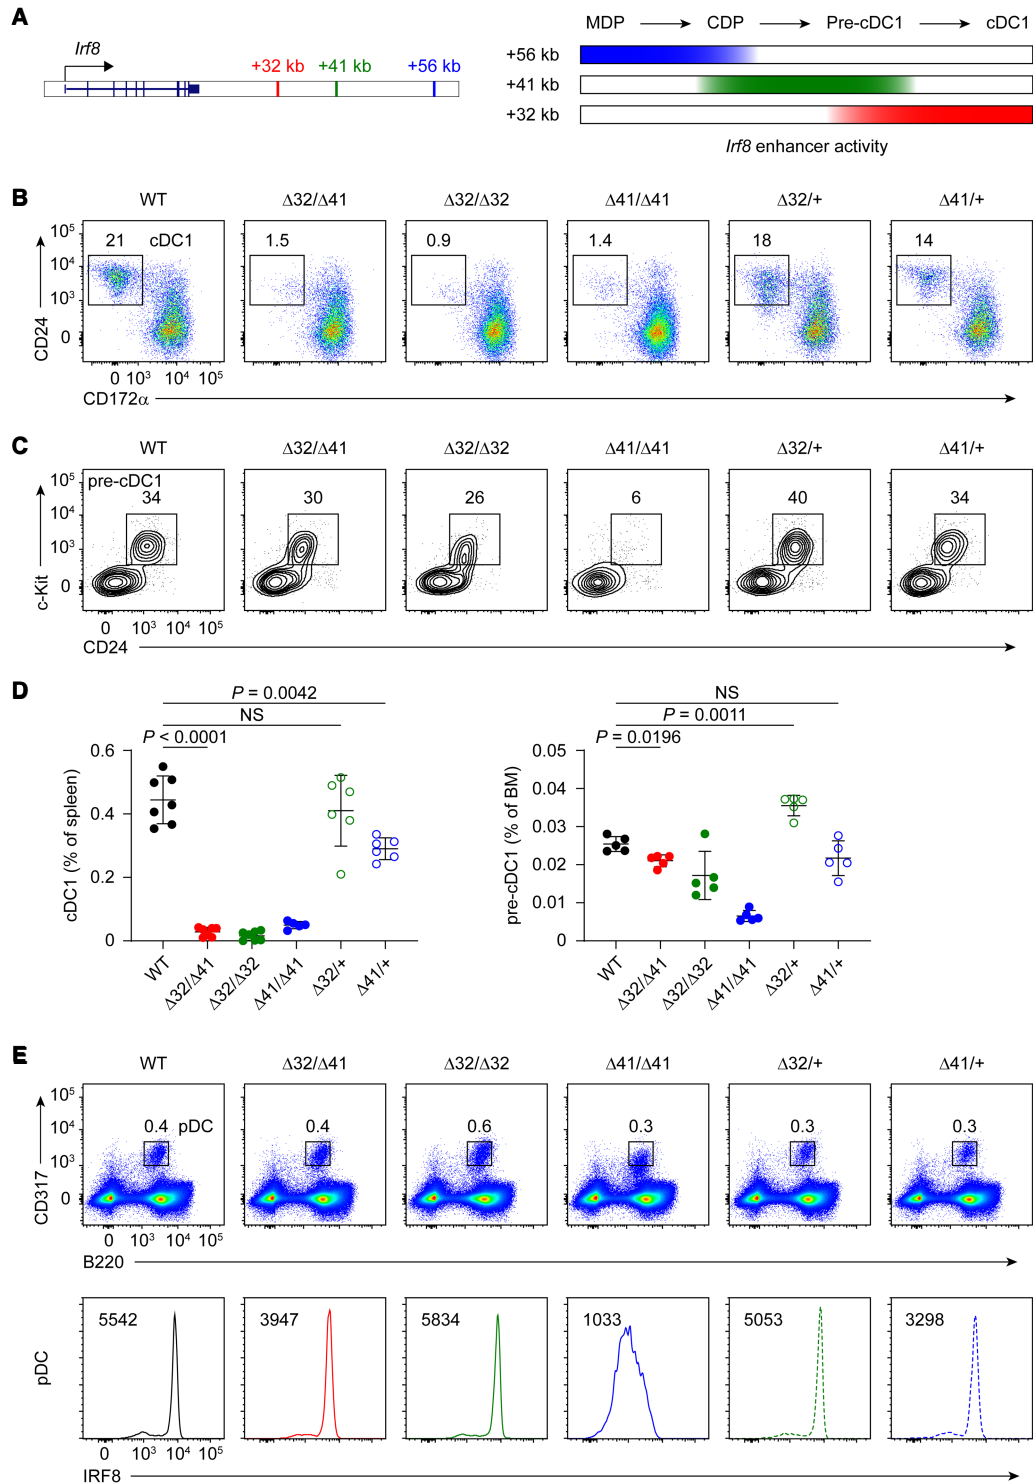 A
Irf8
+32 kb +41 kb +56 kb
MDP CDP Pre-cDC1 cDC1
+56 kb
+41 kb
+32 kb
Irf8 enhancer activity
B
WT Δ32/Δ41 Δ32/Δ32 Δ41/Δ41 Δ32/+ Δ41/+
21 cDC1 1.5 0.9 1.4 18 14
10⁵
10⁴
10³
0
CD24
0 10³ 10⁴ 10⁵
CD172α
C
WT Δ32/Δ41 Δ32/Δ32 Δ41/Δ41 Δ32/+ Δ41/+
pre-cDC1
34 30 26 6 40 34
10⁵
10⁴
10³
0
c-Kit
0 10³ 10⁴ 10⁵
CD24
D
P = 0.0042
NS
P < 0.0001
0.6
0.4
0.2
0
cDC1 (% of spleen)
WT Δ32/Δ41 Δ32/Δ32 Δ41/Δ41 Δ32/+ Δ41/+
NS
P = 0.0011
P = 0.0196
0.05
0.04
0.03
0.02
0.01
0
pre-cDC1 (% of BM)
WT Δ32/Δ41 Δ32/Δ32 Δ41/Δ41 Δ32/+ Δ41/+
E
WT Δ32/Δ41 Δ32/Δ32 Δ41/Δ41 Δ32/+ Δ41/+
0.4 pDC 0.4 0.6 0.3 0.3 0.3
10⁵
10⁴
10³
0
CD317
0 10³ 10⁴ 10⁵
B220
5542 3947 5834 1033 5053 3298
pDC
0 10³ 10⁴ 10⁵
IRF8